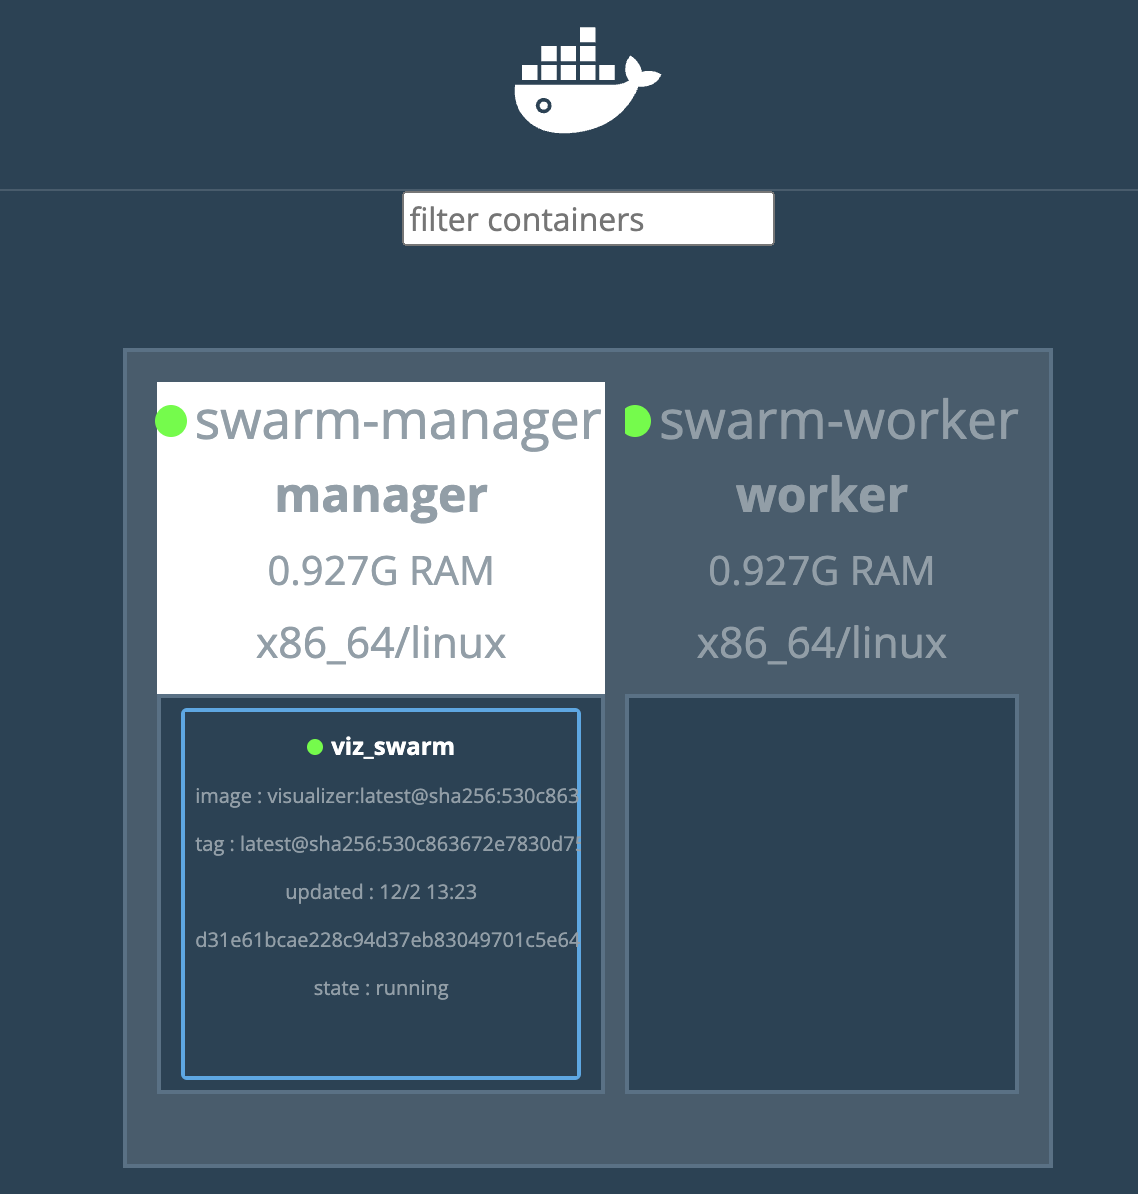 filter containers
swarm-manager
manager
0.927G RAM
x86_64/linux
viz_swarm
image : visualizer:latest@sha256:530c863
tag : latest@sha256:530c863672e7830d7
updated : 12/2 13:23
d31e61bcae228c94d37eb83049701c5e64
state : running
swarm-worker
worker
0.927G RAM
x86_64/linux